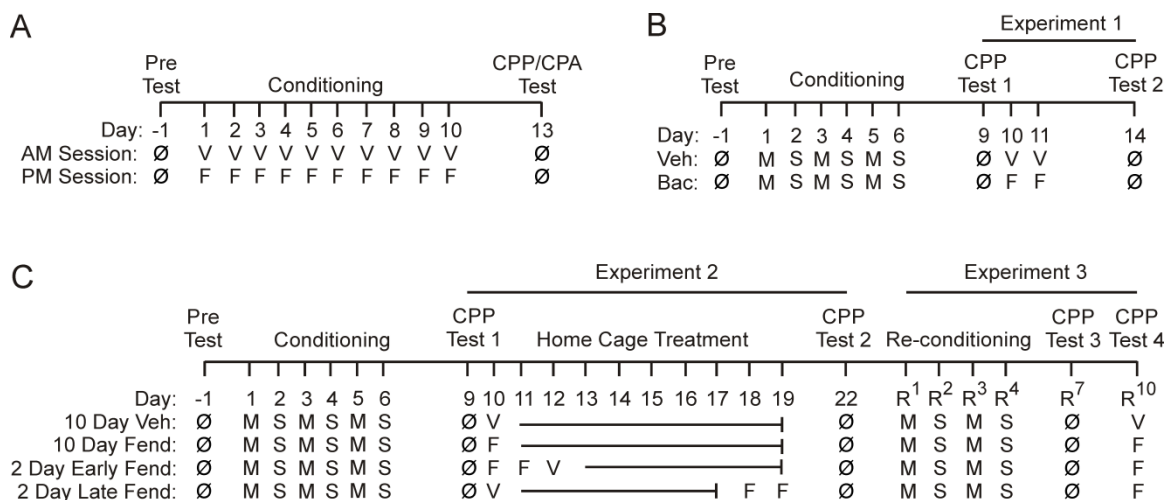 A
Pre Test
Conditioning
CPP/CPA Test
Day: -1 1 2 3 4 5 6 7 8 9 10 13
AM Session: Ø V V V V V V V V V V Ø
PM Session: Ø F F F F F F F F F F Ø
B
Experiment 1
Pre Test
Conditioning
CPP Test 1
CPP Test 2
Day: -1 1 2 3 4 5 6 9 10 11 14
Veh: Ø M S M S M S Ø V V Ø
Bac: Ø M S M S M S Ø F F Ø
C
Experiment 2
Experiment 3
Pre Test
Conditioning
CPP Test 1
Home Cage Treatment
CPP Test 2
Re-conditioning
CPP Test 3
CPP Test 4
Day: -1 1 2 3 4 5 6 9 10 11 12 13 14 15 16 17 18 19 22 R¹ R² R³ R⁴ R⁷ R¹⁰
10 Day Veh: Ø M S M S M S Ø V Ø M S M S Ø V
10 Day Fend: Ø M S M S M S Ø F Ø M S M S Ø F
2 Day Early Fend: Ø M S M S M S Ø F F V Ø M S M S Ø F
2 Day Late Fend: Ø M S M S M S Ø V F F Ø M S M S Ø F